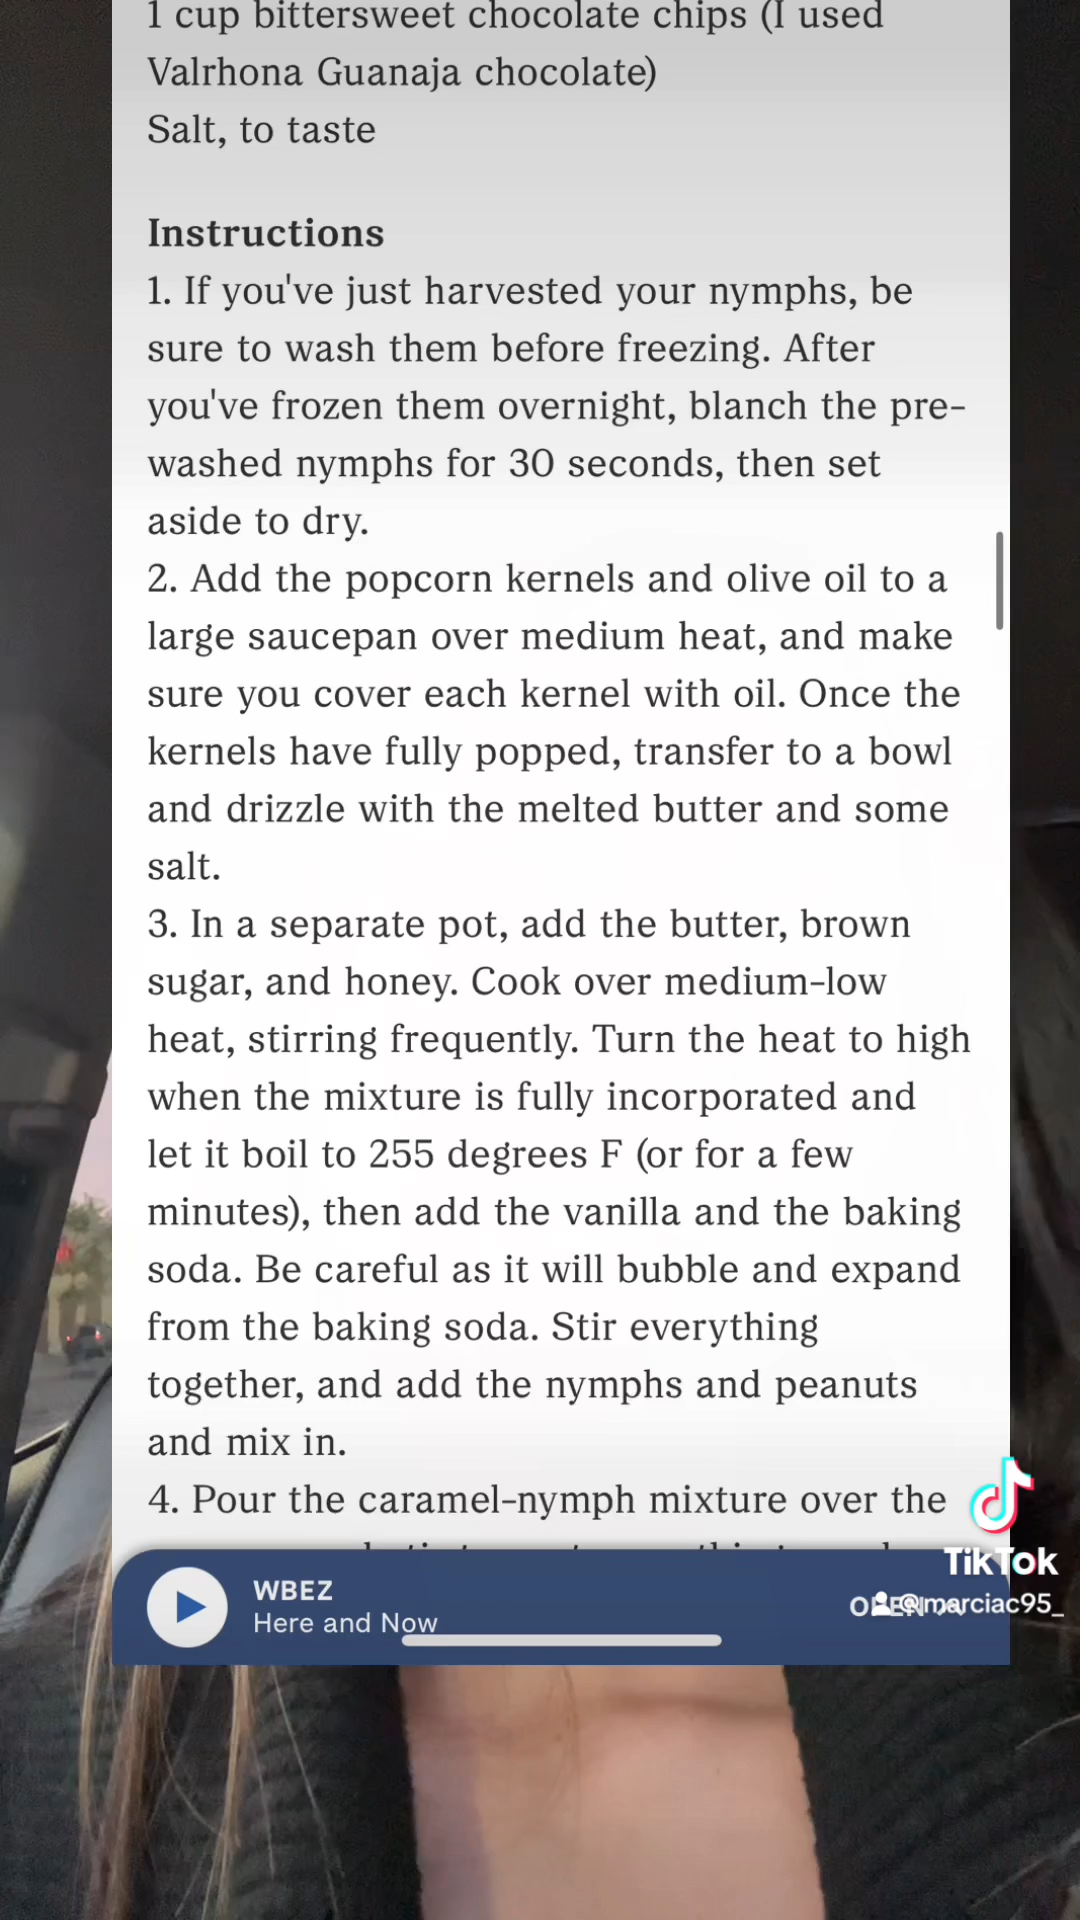 1 cup bittersweet chocolate chips (I used
Valrhona Guanaja chocolate)
Salt, to taste
Instructions
1. If you've just harvested your nymphs, be
sure to wash them before freezing. After
you've frozen them overnight, blanch the pre-
washed nymphs for 30 seconds, then set
aside to dry.
2. Add the popcorn kernels and olive oil to a
large saucepan over medium heat, and make
sure you cover each kernel with oil. Once the
kernels have fully popped, transfer to a bowl
and drizzle with the melted butter and some
salt.
3. In a separate pot, add the butter, brown
sugar, and honey. Cook over medium-low
heat, stirring frequently. Turn the heat to high
when the mixture is fully incorporated and
let it boil to 255 degrees F (or for a few
minutes), then add the vanilla and the baking
soda. Be careful as it will bubble and expand
from the baking soda. Stir everything
together, and add the nymphs and peanuts
and mix in.
4. Pour the caramel-nymph mixture over the
WBEZ
Here and Now
OPEN
TikTok
@marciac95_